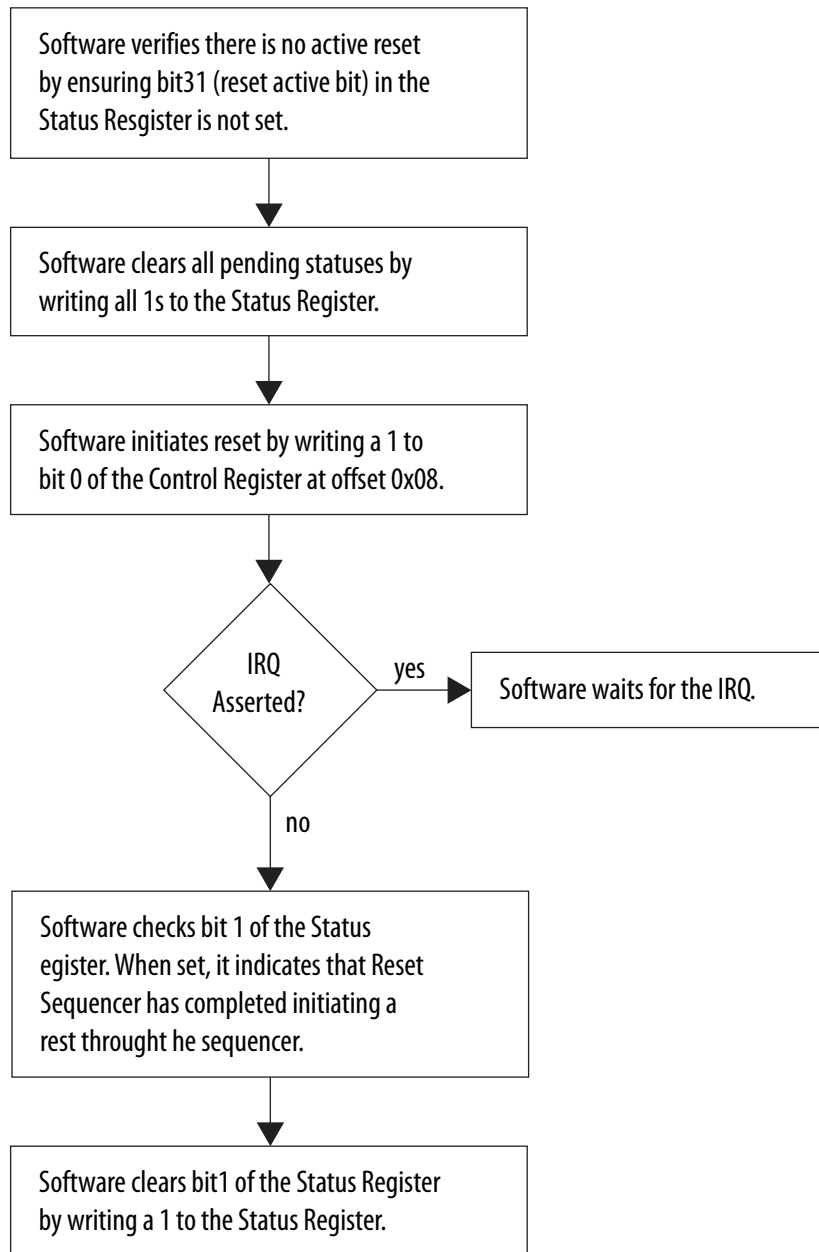 Software verifies there is no active reset
by ensuring bit31 (reset active bit) in the
Status Resgister is not set.
Software clears all pending statuses by
writing all 1s to the Status Register.
Software initiates reset by writing a 1 to
bit 0 of the Control Register at offset 0x08.
IRQ
Asserted?
yes
Software waits for the IRQ.
no
Software checks bit 1 of the Status
egister. When set, it indicates that Reset
Sequencer has completed initiating a
rest throught he sequencer.
Software clears bit1 of the Status Register
by writing a 1 to the Status Register.